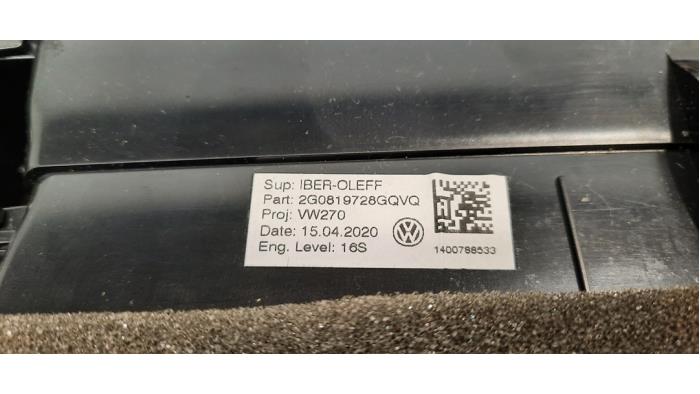 Sup: IBER-OLEFF
Part: 2G0819728GQVQ
Proj: VW270
Date: 15.04.2020
Eng. Level: 16S
1400788533